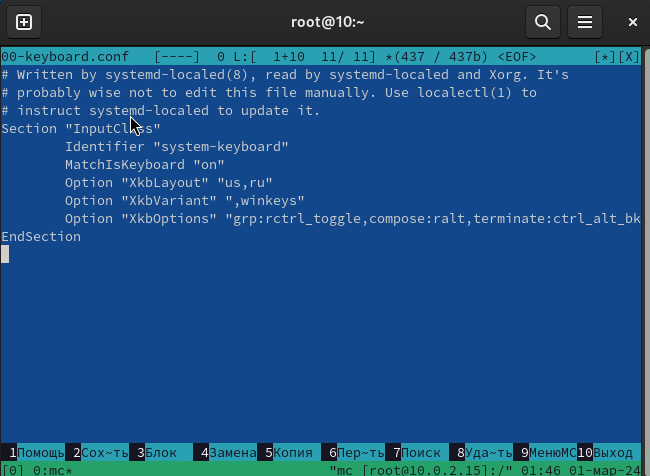 root@10:~
00-keyboard.conf [----] 0 L:[ 1+10 11/ 11] *(437 / 437b) <EOF> [*][X]
# Written by systemd-localed(8), read by systemd-localed and Xorg. It's
# probably wise not to edit this file manually. Use localectl(1) to
# instruct systemd-localed to update it.
Section "InputClass"
Identifier "system-keyboard"
MatchIsKeyboard "on"
Option "XkbLayout" "us,ru"
Option "XkbVariant" ",winkeys"
Option "XkbOptions" "grp:rctrl_toggle,compose:ralt,terminate:ctrl_alt_bk
EndSection
1Помощь 2Сох~ть 3Блок 4Замена 5Копия 6Пер~ть 7Поиск 8Уда~ть 9МенюMC 10Выход
[0] 0:mc* "mc [root@10.0.2.15]:/" 01:46 01-мар-24